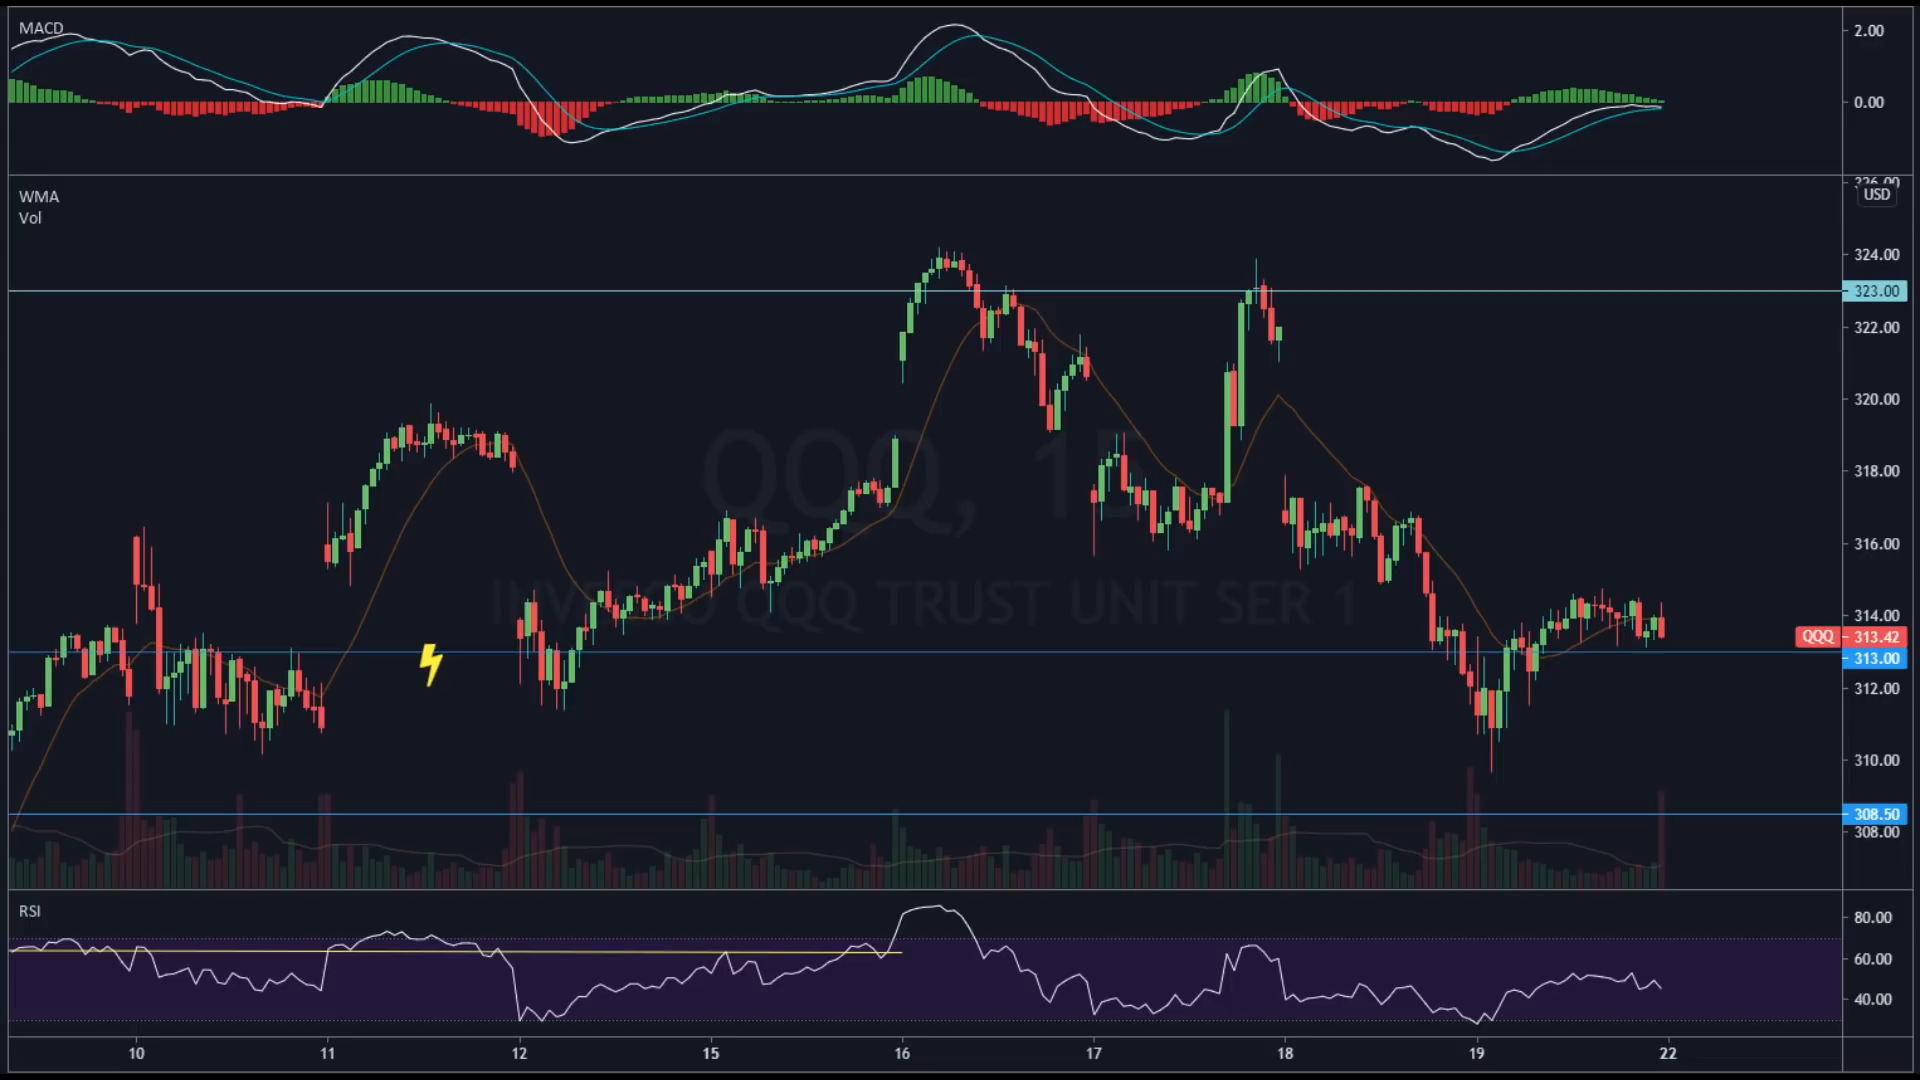 MACD
2.00
0.00
WMA
Vol
326.00
USD
324.00
323.00
322.00
320.00
318.00
316.00
314.00
QQQ 313.42
313.00
312.00
310.00
308.50
308.00
QQQ, 15
INVESCO QQQ TRUST UNIT SER 1
RSI
80.00
60.00
40.00
10 11 12 15 16 17 18 19 22